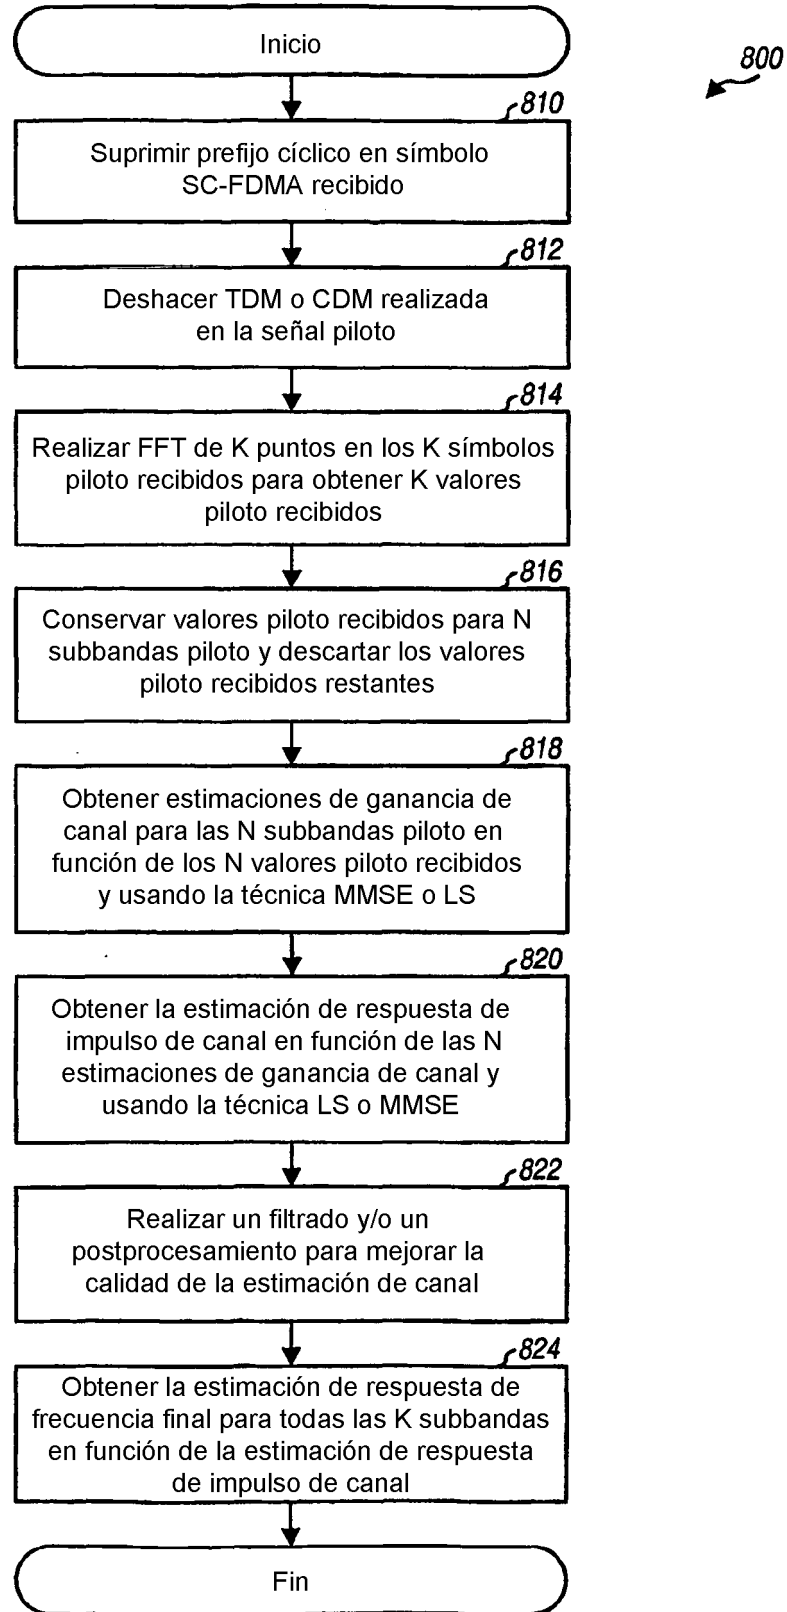 Inicio
800
810
Suprimir prefijo cíclico en símbolo
SC-FDMA recibido
812
Deshacer TDM o CDM realizada
en la señal piloto
814
Realizar FFT de K puntos en los K símbolos
piloto recibidos para obtener K valores
piloto recibidos
816
Conservar valores piloto recibidos para N
subbandas piloto y descartar los valores
piloto recibidos restantes
818
Obtener estimaciones de ganancia de
canal para las N subbandas piloto en
función de los N valores piloto recibidos
y usando la técnica MMSE o LS
820
Obtener la estimación de respuesta de
impulso de canal en función de las N
estimaciones de ganancia de canal y
usando la técnica LS o MMSE
822
Realizar un filtrado y/o un
postprocesamiento para mejorar la
calidad de la estimación de canal
824
Obtener la estimación de respuesta de
frecuencia final para todas las K subbandas
en función de la estimación de respuesta
de impulso de canal
Fin